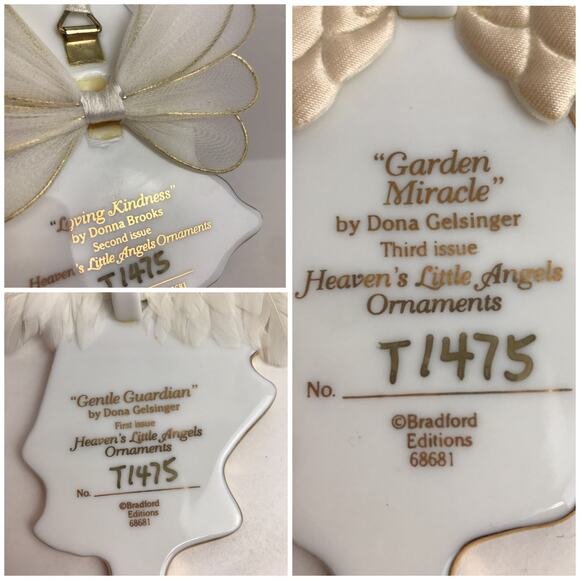 "Loving Kindness"
by Donna Brooks
Second issue
Heaven's Little Angels Ornaments
T1475
68681
"Gentle Guardian"
by Dona Gelsinger
First issue
Heaven's Little Angels
Ornaments
T1475
No.
©Bradford
Editions
68681
"Garden
Miracle"
by Dona Gelsinger
Third issue
Heaven's Little Angels
Ornaments
T1475
No.
©Bradford
Editions
68681